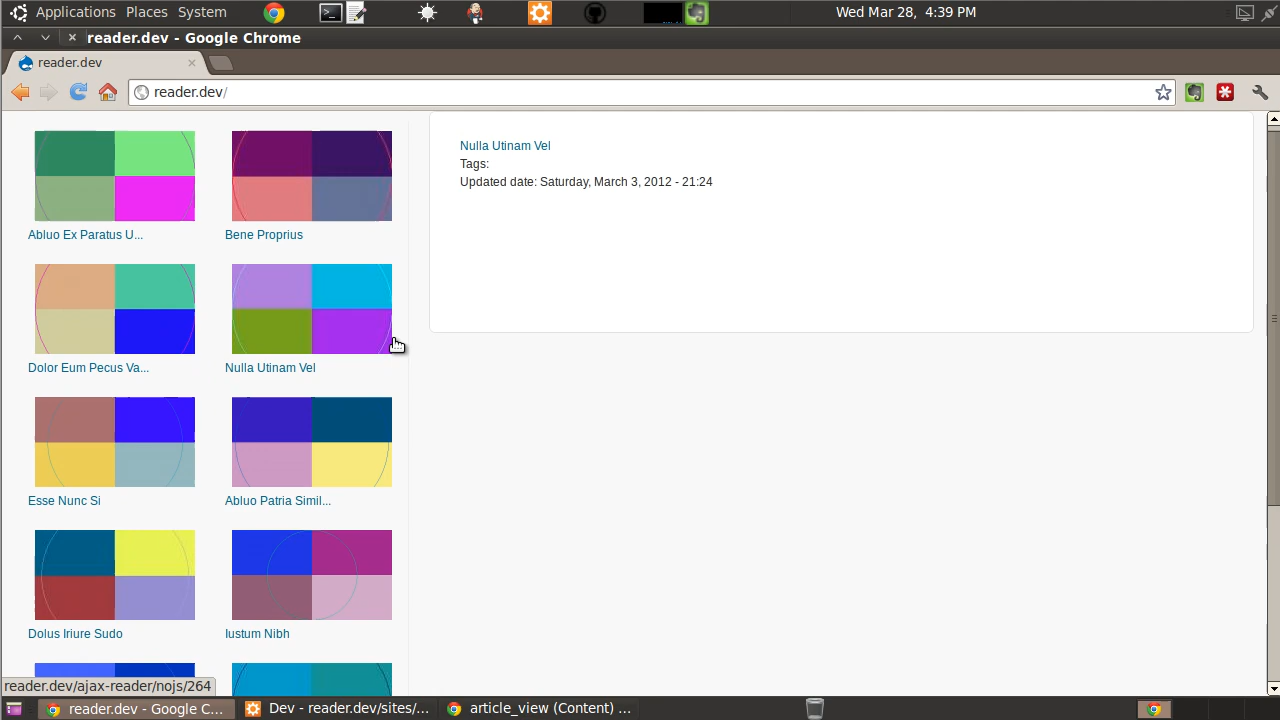 Applications Places System
Wed Mar 28, 4:39 PM
reader.dev - Google Chrome
reader.dev
reader.dev/
Abluo Ex Paratus U...
Bene Proprius
Dolor Eum Pecus Va...
Nulla Utinam Vel
Esse Nunc Si
Abluo Patria Simil...
Dolus Iriure Sudo
Iustum Nibh
Nulla Utinam Vel
Tags:
Updated date: Saturday, March 3, 2012 - 21:24
reader.dev/ajax-reader/nojs/264
reader.dev - Google C...
Dev - reader.dev/sites/...
article_view (Content) ...